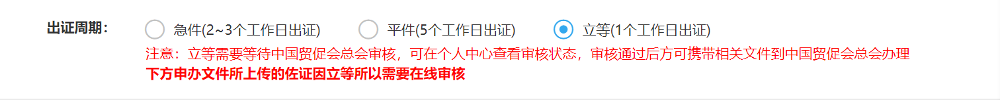 出证周期： 急件(2~3个工作日出证) 平件(5个工作日出证) 立等(1个工作日出证)
注意：立等需要等待中国贸促会总会审核，可在个人中心查看审核状态，审核通过后方可携带相关文件到中国贸促会总会办理
下方申办文件所上传的佐证因立等所以需要在线审核